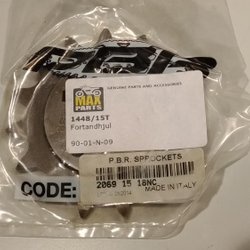 PBR
GENUINE PARTS AND ACCESSORIES
MAX
PARTS
1448/15T
Fortandhjul
90-01-N-09
P.B.R. SPROCKETS
CODE:
2069 15 18NC
MADE IN ITALY